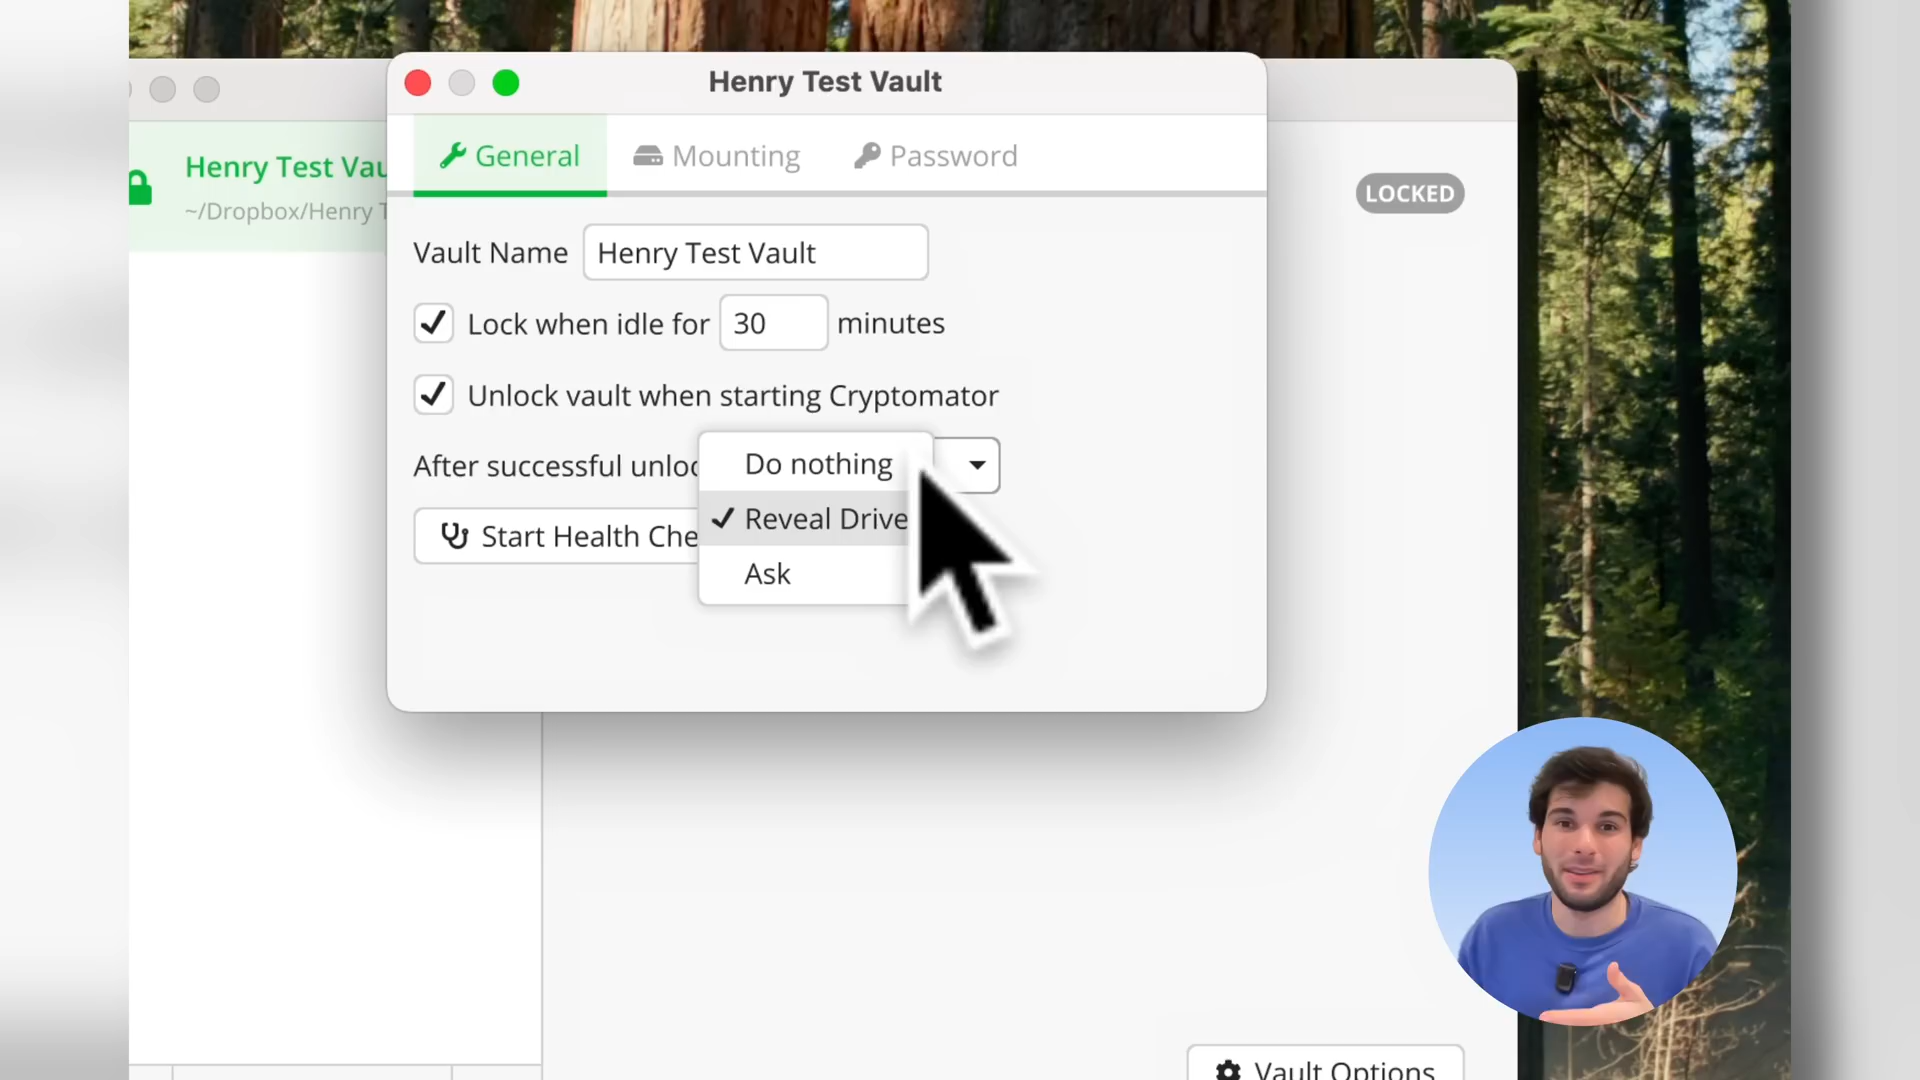 Henry Test Vault
General
Mounting
Password
Henry Test Vau
~/Dropbox/Henry T
LOCKED
Vault Name
Henry Test Vault
Lock when idle for 30 minutes
Unlock vault when starting Cryptomator
After successful unloc
Do nothing
Reveal Drive
Ask
Start Health Che
Vault Options